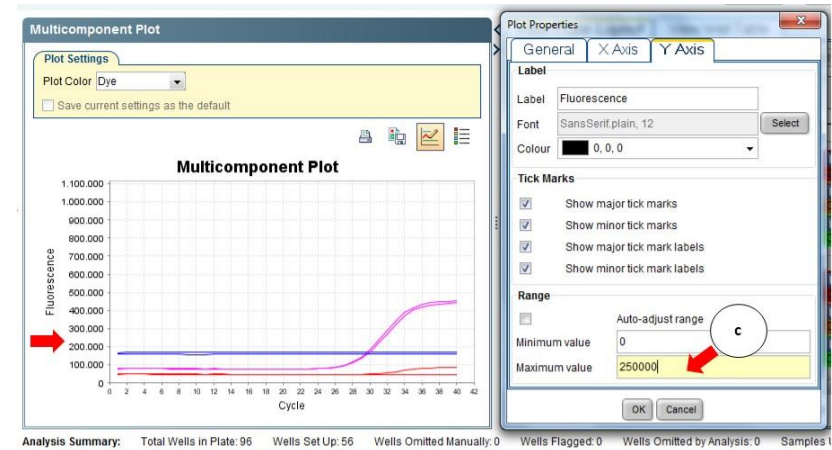 Multicomponent Plot
Plot Settings
Plot Color Dye
Save current settings as the default
Multicomponent Plot
1.100.000
1.000.000
900.000
800.000
700.000
600.000
500.000
400.000
300.000
200.000
100.000
0
Fluorescence
0 2 4 6 8 10 12 14 16 18 20 22 24 26 28 30 32 34 36 38 40 42
Cycle
Plot Properties
General X Axis Y Axis
Label
Label Fluorescence
Font SansSerif.plain, 12 Select
Colour 0, 0, 0
Tick Marks
Show major tick marks
Show minor tick marks
Show major tick mark labels
Show minor tick mark labels
Range
Auto-adjust range
c
Minimum value 0
Maximum value 250000
OK Cancel
Analysis Summary: Total Wells in Plate: 96 Wells Set Up: 56 Wells Omitted Manually: 0 Wells Flagged: 0 Wells Omitted by Analysis: 0 Samples